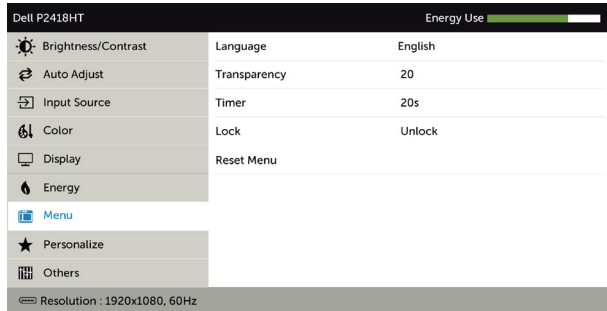 Dell P2418HT Energy Use
Brightness/Contrast Language English
Auto Adjust Transparency 20
Input Source Timer 20s
Color Lock Unlock
Display Reset Menu
Energy
Menu
Personalize
Others
Resolution : 1920x1080, 60Hz